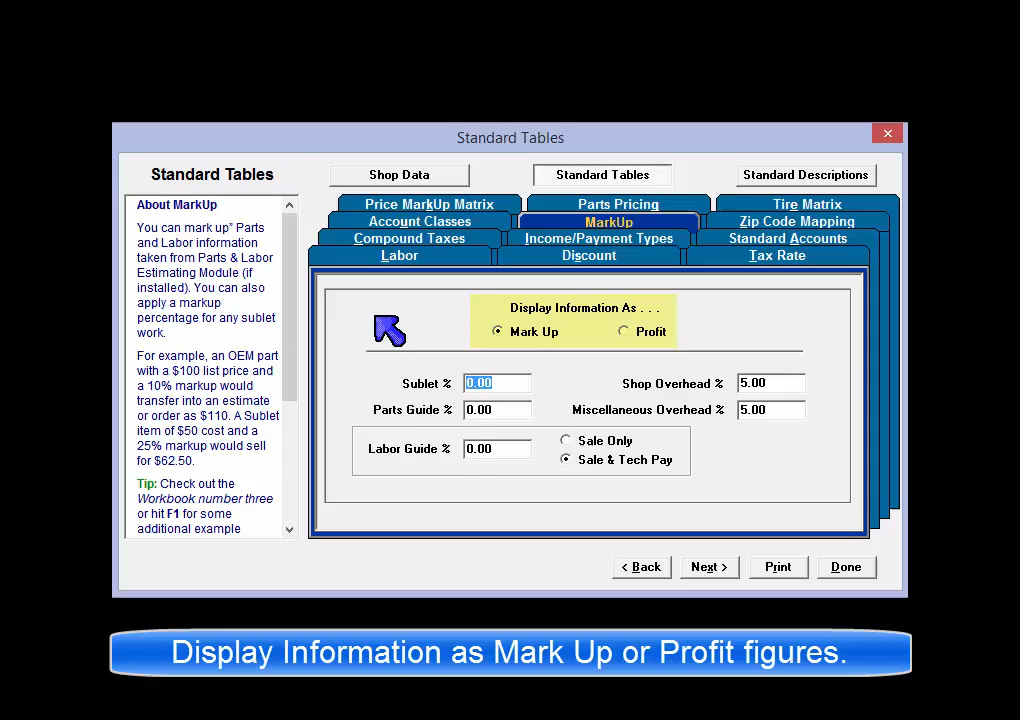 Standard Tables
Standard Tables
Shop Data
Standard Tables
Standard Descriptions
About MarkUp
You can mark up" Parts
and Labor information
taken from Parts & Labor
Estimating Module (if
installed). You can also
apply a markup
percentage for any sublet
work.
For example, an OEM part
with a $100 list price and
a 10% markup would
transfer into an estimate
or order as $110. A Sublet
item of $50 cost and a
25% markup would sell
for $62.50.
Tip: Check out the
Workbook number three
or hit F1 for some
additional example
Price MarkUp Matrix
Parts Pricing
Tire Matrix
Account Classes
MarkUp
Zip Code Mapping
Compound Taxes
Income/Payment Types
Standard Accounts
Labor
Discount
Tax Rate
Display Information As . . .
Mark Up
Profit
Sublet % 0.00
Shop Overhead % 5.00
Parts Guide % 0.00
Miscellaneous Overhead % 5.00
Labor Guide % 0.00
Sale Only
Sale & Tech Pay
< Back
Next >
Print
Done
Display Information as Mark Up or Profit figures.